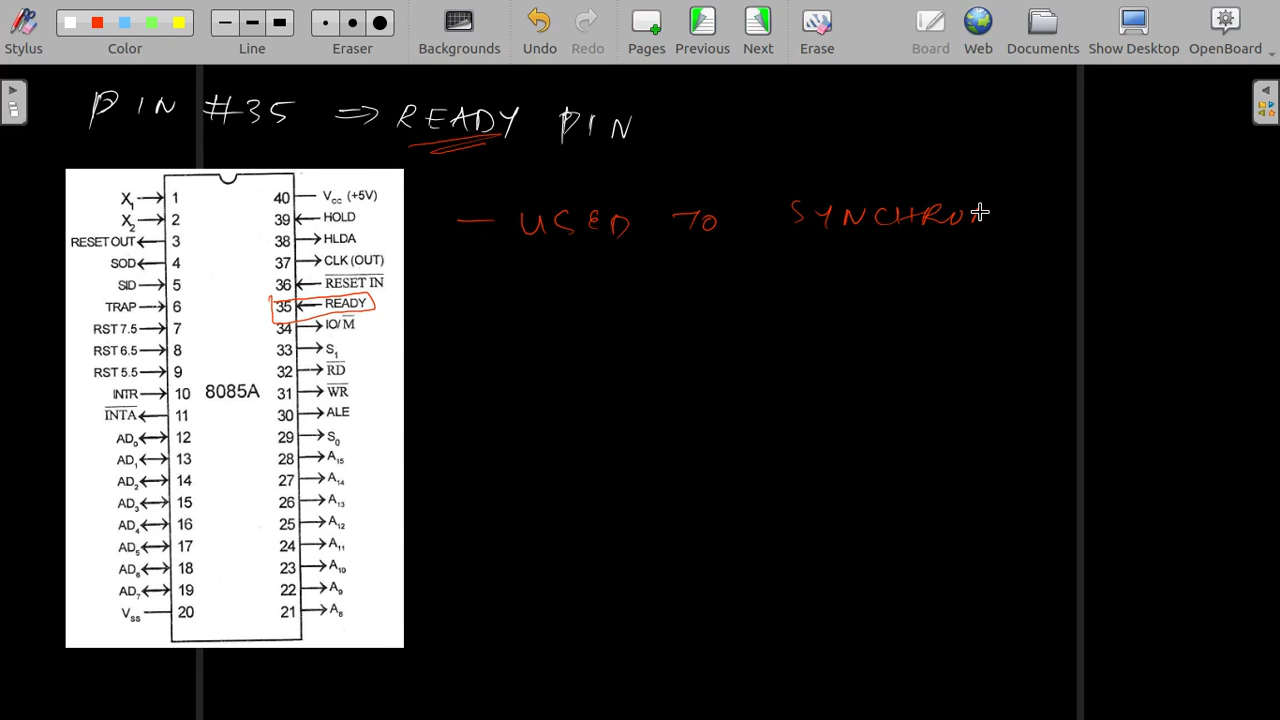 Stylus Color Line Eraser Backgrounds Undo Redo Pages Previous Next Erase Board Web Documents Show Desktop OpenBoard
PIN #35 ⇒ READY PIN
— USED TO SYNCHRON
X1 1 40 VCC (+5V)
X2 2 39 HOLD
RESET OUT 3 38 HLDA
SOD 4 37 CLK (OUT)
SID 5 36 RESET IN
TRAP 6 35 READY
RST 7.5 7 34 IO/M
RST 6.5 8 33 S1
RST 5.5 9 32 RD
INTR 10 8085A 31 WR
INTA 11 30 ALE
AD0 12 29 S0
AD1 13 28 A15
AD2 14 27 A14
AD3 15 26 A13
AD4 16 25 A12
AD5 17 24 A11
AD6 18 23 A10
AD7 19 22 A9
VSS 20 21 A8